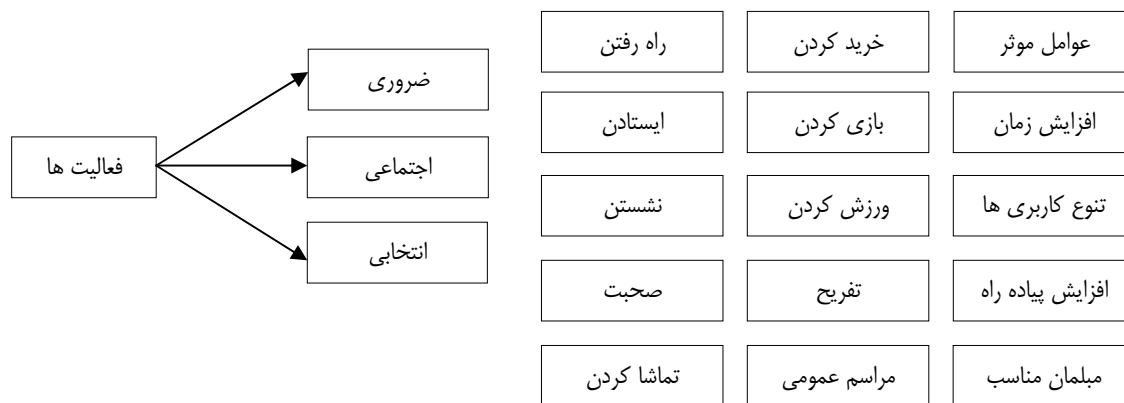 عوامل موثر
خرید کردن
راه رفتن
افزایش زمان
بازی کردن
ایستادن
تنوع کاربری ها
ورزش کردن
نشستن
افزایش پیاده راه
تفریح
صحبت
مبلمان مناسب
مراسم عمومی
تماشا کردن
ضروری
اجتماعی
انتخابی
فعالیت ها